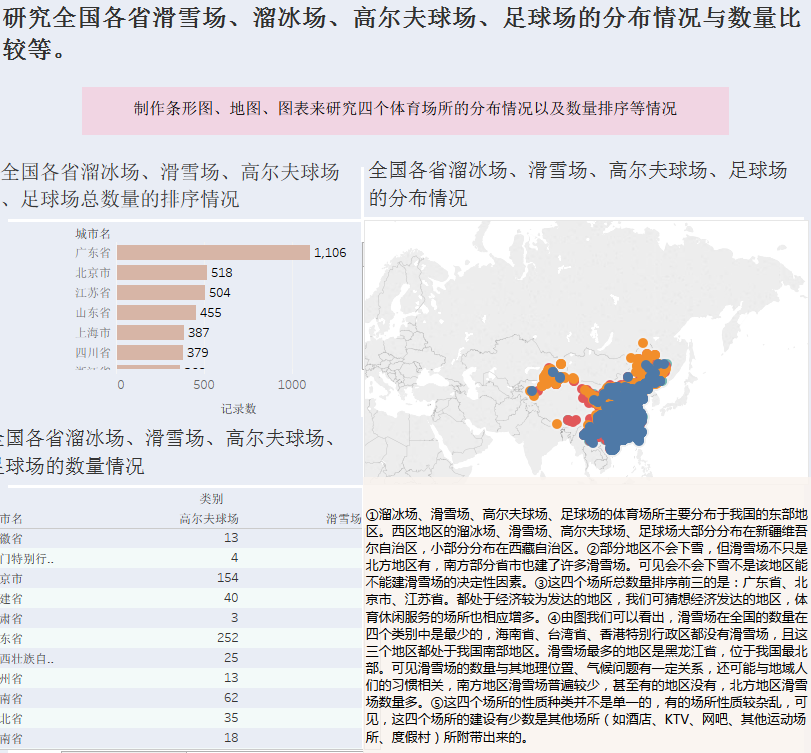 研究全国各省滑雪场、溜冰场、高尔夫球场、足球场的分布情况与数量比
较等。
制作条形图、地图、图表来研究四个体育场所的分布情况以及数量排序等情况
全国各省溜冰场、滑雪场、高尔夫球场
、足球场总数量的排序情况
城市名
广东省 1,106
北京市 518
江苏省 504
山东省 455
上海市 387
四川省 379
0 500 1000
记录数
全国各省溜冰场、滑雪场、高尔夫球场、足球场
的分布情况
全国各省溜冰场、滑雪场、高尔夫球场、
足球场的数量情况
类别
市名 高尔夫球场 滑雪场
徽省 13
门特别行.. 4
京市 154
建省 40
肃省 3
东省 252
西壮族自.. 25
州省 13
南省 62
北省 35
南省 18
①溜冰场、滑雪场、高尔夫球场、足球场的体育场所主要分布于我国的东部地
区。西区地区的溜冰场、滑雪场、高尔夫球场、足球场大部分分布在新疆维吾
尔自治区，小部分分布在西藏自治区。②部分地区不会下雪，但滑雪场不只是
北方地区有，南方部分省市也建了许多滑雪场。可见会不会下雪不是该地区能
不能建滑雪场的决定性因素。③这四个场所总数量排序前三的是：广东省、北
京市、江苏省。都处于经济较为发达的地区，我们可猜想经济发达的地区，体
育休闲服务的场所也相应增多。④由图我们可以看出，滑雪场在全国的数量在
四个类别中是最少的，海南省、台湾省、香港特别行政区都没有滑雪场，且这
三个地区都处于我国南部地区。滑雪场最多的地区是黑龙江省，位于我国最北
部。可见滑雪场的数量与其地理位置、气候问题有一定关系，还可能与地域人
们的习惯相关，南方地区滑雪场普遍较少，甚至有的地区没有，北方地区滑雪
场数量多。⑤这四个场所的性质种类并不是单一的，有的场所性质较杂乱，可
见，这四个场所的建设有少数是其他场所（如酒店、KTV、网吧、其他运动场
所、度假村）所附带出来的。